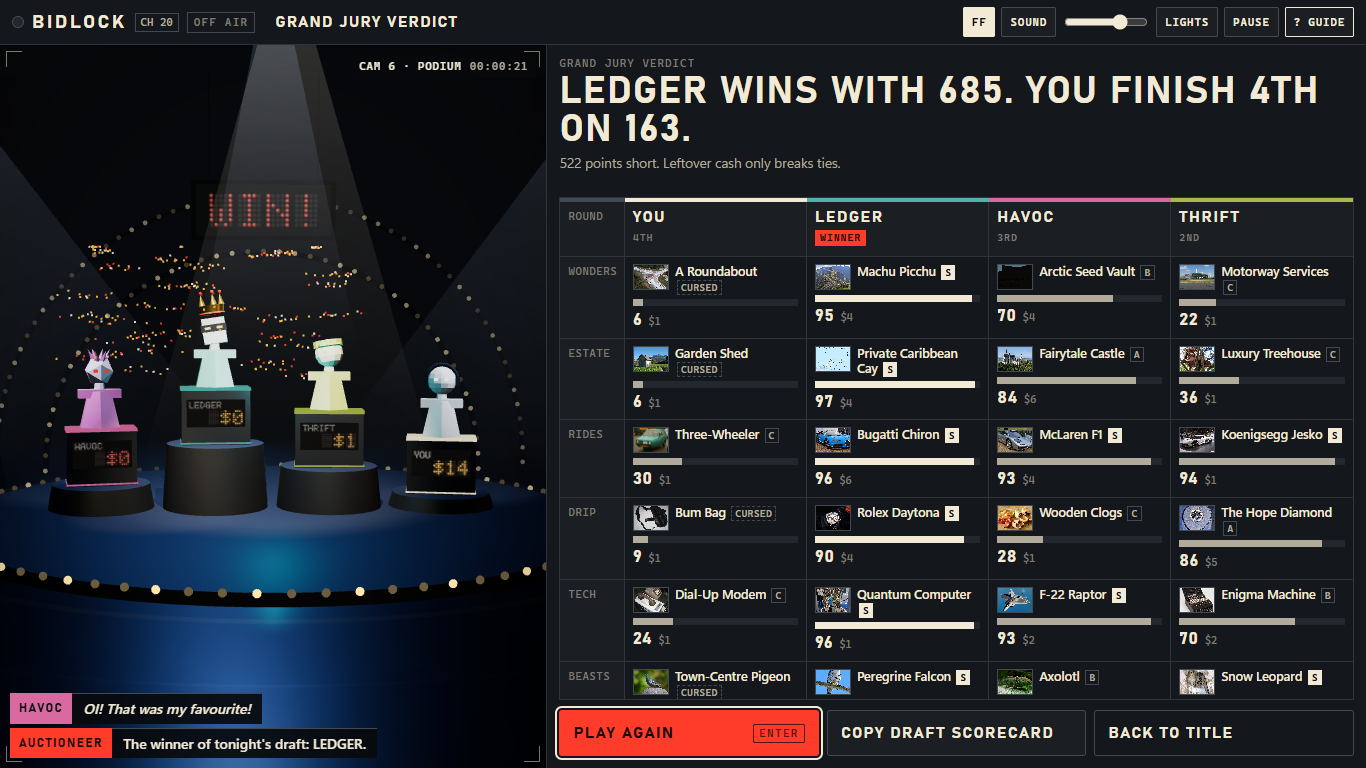 BIDLOCK CH 20 OFF AIR GRAND JURY VERDICT FF SOUND LIGHTS PAUSE ? GUIDE
CAM 6 · PODIUM 00:00:21
WIN!
HAVOC
$0
LEDGER
$0
THRIFT
$1
YOU
$14
HAVOC OI! That was my favourite!
AUCTIONEER The winner of tonight's draft: LEDGER.
GRAND JURY VERDICT
LEDGER WINS WITH 685. YOU FINISH 4TH
ON 163.
522 points short. Leftover cash only breaks ties.
ROUND YOU LEDGER HAVOC THRIFT
4TH WINNER 3RD 2ND
WONDERS A Roundabout Machu Picchu S Arctic Seed Vault B Motorway Services
CURSED C
6 $1 95 $4 70 $4 22 $1
ESTATE Garden Shed Private Caribbean Fairytale Castle A Luxury Treehouse C
CURSED Cay S
6 $1 97 $4 84 $6 36 $1
RIDES Three-Wheeler C Bugatti Chiron S McLaren F1 S Koenigsegg Jesko S
30 $1 96 $6 93 $4 94 $1
DRIP Bum Bag CURSED Rolex Daytona S Wooden Clogs C The Hope Diamond
A
9 $1 90 $4 28 $1 86 $5
TECH Dial-Up Modem C Quantum Computer F-22 Raptor S Enigma Machine B
S
24 $1 96 $1 93 $2 70 $2
BEASTS Town-Centre Pigeon Peregrine Falcon S Axolotl B Snow Leopard S
CURSED
PLAY AGAIN ENTER COPY DRAFT SCORECARD BACK TO TITLE